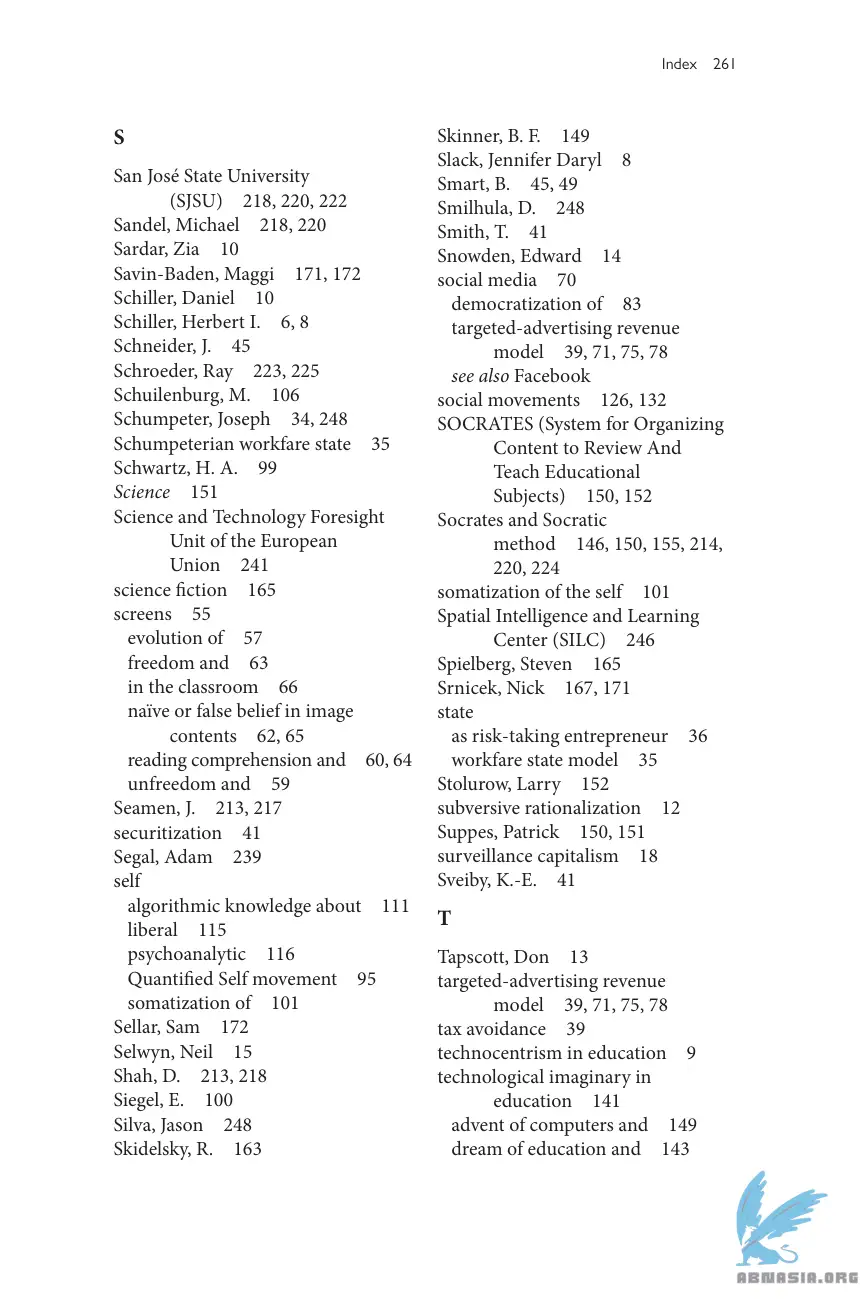 Index 261
S
San José State University
(SJSU) 218, 220, 222
Sandel, Michael 218, 220
Sardar, Zia 10
Savin-Baden, Maggi 171, 172
Schiller, Daniel 10
Schiller, Herbert I. 6, 8
Schneider, J. 45
Schroeder, Ray 223, 225
Schuilenburg, M. 106
Schumpeter, Joseph 34, 248
Schumpeterian workfare state 35
Schwartz, H. A. 99
Science 151
Science and Technology Foresight
Unit of the European
Union 241
science fiction 165
screens 55
evolution of 57
freedom and 63
in the classroom 66
naïve or false belief in image
contents 62, 65
reading comprehension and 60, 64
unfreedom and 59
Seamen, J. 213, 217
securitization 41
Segal, Adam 239
self
algorithmic knowledge about 111
liberal 115
psychoanalytic 116
Quantified Self movement 95
somatization of 101
Sellar, Sam 172
Selwyn, Neil 15
Shah, D. 213, 218
Siegel, E. 100
Silva, Jason 248
Skidelsky, R. 163
Skinner, B. F. 149
Slack, Jennifer Daryl 8
Smart, B. 45, 49
Smilhula, D. 248
Smith, T. 41
Snowden, Edward 14
social media 70
democratization of 83
targeted-advertising revenue
model 39, 71, 75, 78
see also Facebook
social movements 126, 132
SOCRATES (System for Organizing
Content to Review And
Teach Educational
Subjects) 150, 152
Socrates and Socratic
method 146, 150, 155, 214,
220, 224
somatization of the self 101
Spatial Intelligence and Learning
Center (SILC) 246
Spielberg, Steven 165
Srnicek, Nick 167, 171
state
as risk-taking entrepreneur 36
workfare state model 35
Stolurow, Larry 152
subversive rationalization 12
Suppes, Patrick 150, 151
surveillance capitalism 18
Sveiby, K.-E. 41
T
Tapscott, Don 13
targeted-advertising revenue
model 39, 71, 75, 78
tax avoidance 39
technocentrism in education 9
technological imaginary in
education 141
advent of computers and 149
dream of education and 143
ABMASIA.ORG